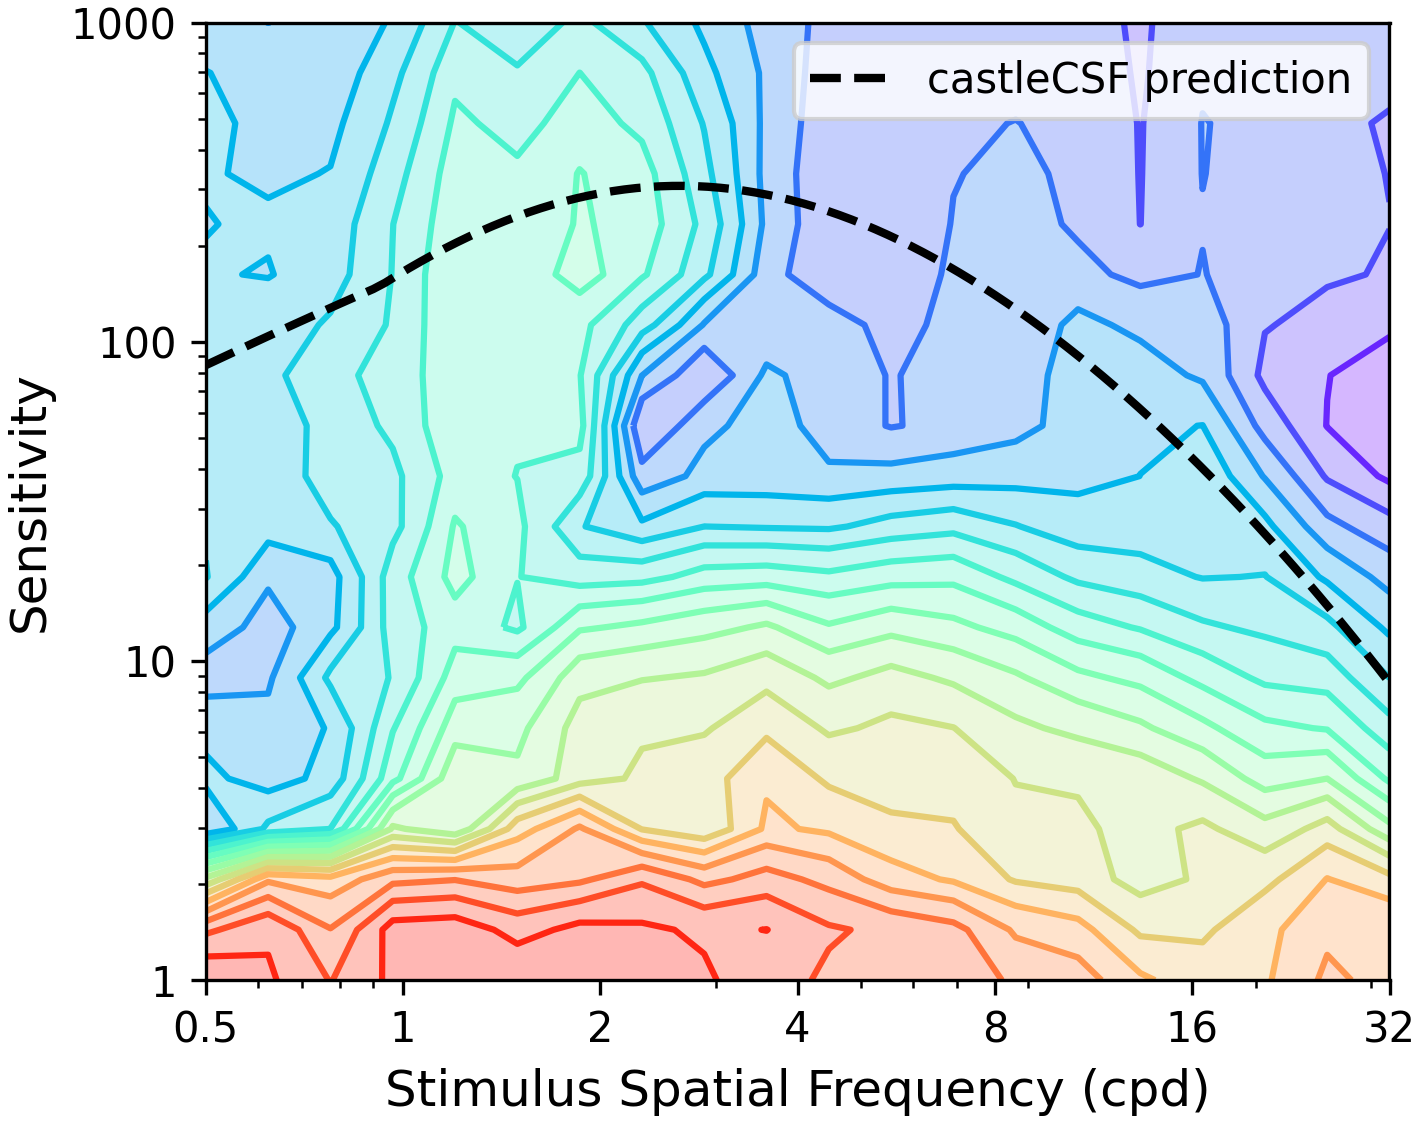 1000
castleCSF prediction
100
Sensitivity
10
1
0.5 1 2 4 8 16 32
Stimulus Spatial Frequency (cpd)